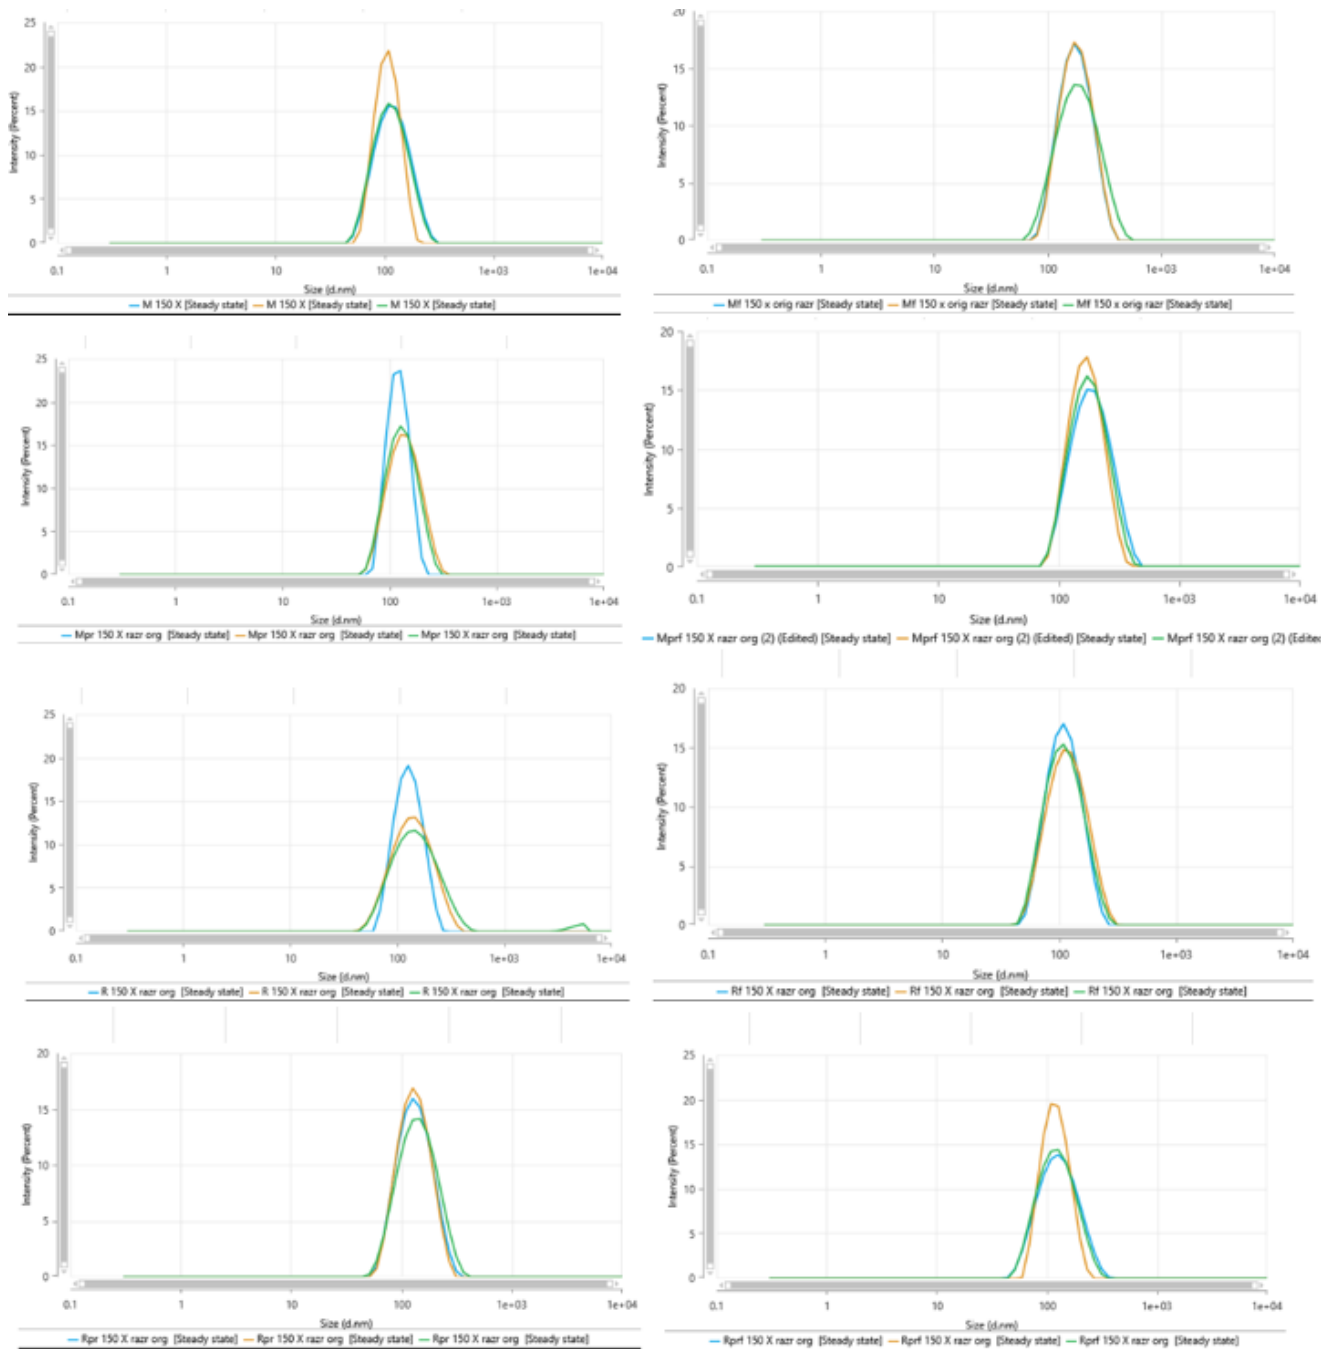 25
20
15
10
5
0
Intensity (Percent)
0.1 1 10 100 1e+03 1e+04
Size (d.nm)
M 150 X [Steady state] M 150 X [Steady state] M 150 X [Steady state]
20
15
10
5
0
Intensity (Percent)
0.1 1 10 100 1e+03 1e+04
Size (d.nm)
Mf 150 x orig razr [Steady state] Mf 150 x orig razr [Steady state] Mf 150 x orig razr [Steady state]
25
20
15
10
5
0
Intensity (Percent)
0.1 1 10 100 1e+03 1e+04
Size (d.nm)
Mpr 150 X razr org [Steady state] Mpr 150 X razr org [Steady state] Mpr 150 X razr org [Steady state]
20
15
10
5
0
Intensity (Percent)
0.1 1 10 100 1e+03 1e+04
Size (d.nm)
Mprf 150 X razr org (2) (Edited) [Steady state] Mprf 150 X razr org (2) (Edited) [Steady state] Mprf 150 X razr org (2) (Edite
25
20
15
10
5
0
Intensity (Percent)
0.1 1 10 100 1e+03 1e+04
Size (d.nm)
R 150 X razr org [Steady state] R 150 X razr org [Steady state] R 150 X razr org [Steady state]
20
15
10
5
0
Intensity (Percent)
0.1 1 10 100 1e+03 1e+04
Size (d.nm)
Rf 150 X razr org [Steady state] Rf 150 X razr org [Steady state] Rf 150 X razr org [Steady state]
20
15
10
5
0
Intensity (Percent)
0.1 1 10 100 1e+03 1e+04
Size (d.nm)
Rpr 150 X razr org [Steady state] Rpr 150 X razr org [Steady state] Rpr 150 X razr org [Steady state]
25
20
15
10
5
0
Intensity (Percent)
0.1 1 10 100 1e+03 1e+04
Size (d.nm)
Rprf 150 X razr org [Steady state] Rprf 150 X razr org [Steady state] Rprf 150 X razr org [Steady state]